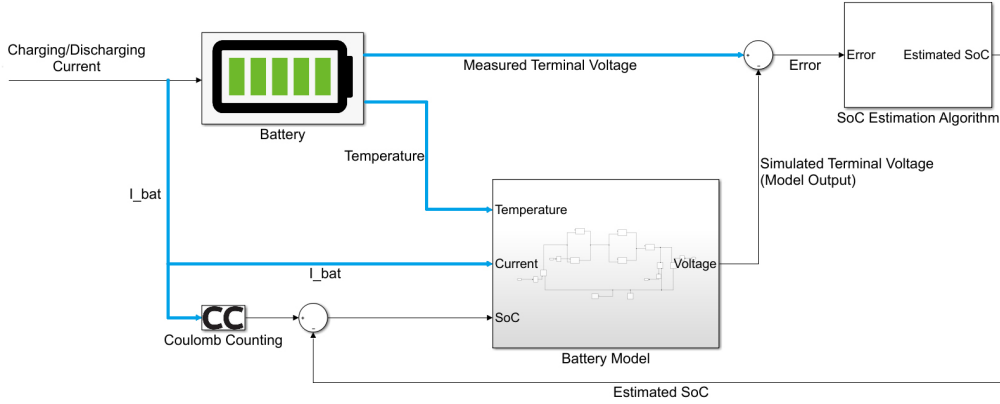 Charging/Discharging
Current
Measured Terminal Voltage
Error
Error
Estimated SoC
SoC Estimation Algorithm
Battery
Temperature
Simulated Terminal Voltage
(Model Output)
I_bat
Temperature
Current
Voltage
I_bat
CC
SoC
Coulomb Counting
Battery Model
Estimated SoC